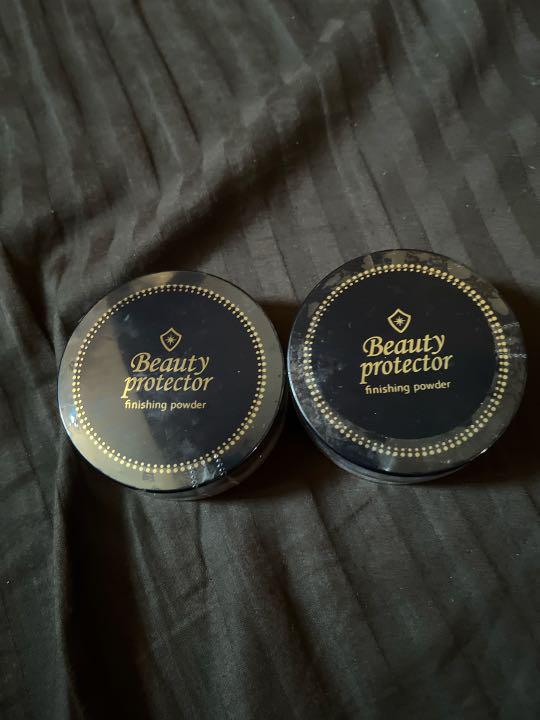 Beauty
protector
finishing powder
Beauty
protector
finishing powder